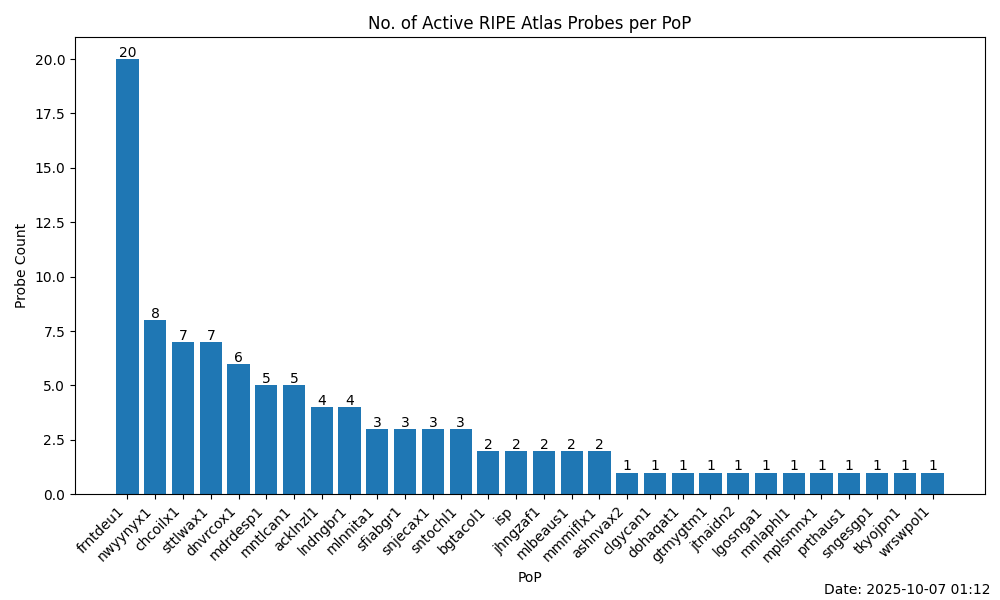 No. of Active RIPE Atlas Probes per PoP
Probe Count
20.0
17.5
15.0
12.5
10.0
7.5
5.0
2.5
0.0
20
8
7
7
6
5
5
4
4
3
3
3
3
2
2
2
2
2
1
1
1
1
1
1
1
1
1
1
1
1
frntdeu1
nwyynyx1
chcoilx1
sttlwax1
dnvrcox1
mdrdesp1
mntlcan1
acklnzl1
lndngbr1
mlnnita1
sfiabgr1
snjecax1
sntochl1
bgtacol1
isp
jhngzaf1
mlbeaus1
mmmiflx1
ashnvax2
clgycan1
dohaqat1
gtmygtm1
jtnaidn2
lgosnga1
mnlaphl1
mplsmnx1
prthaus1
sngesgp1
tkyojpn1
wrswpol1
PoP
Date: 2025-10-07 01:12